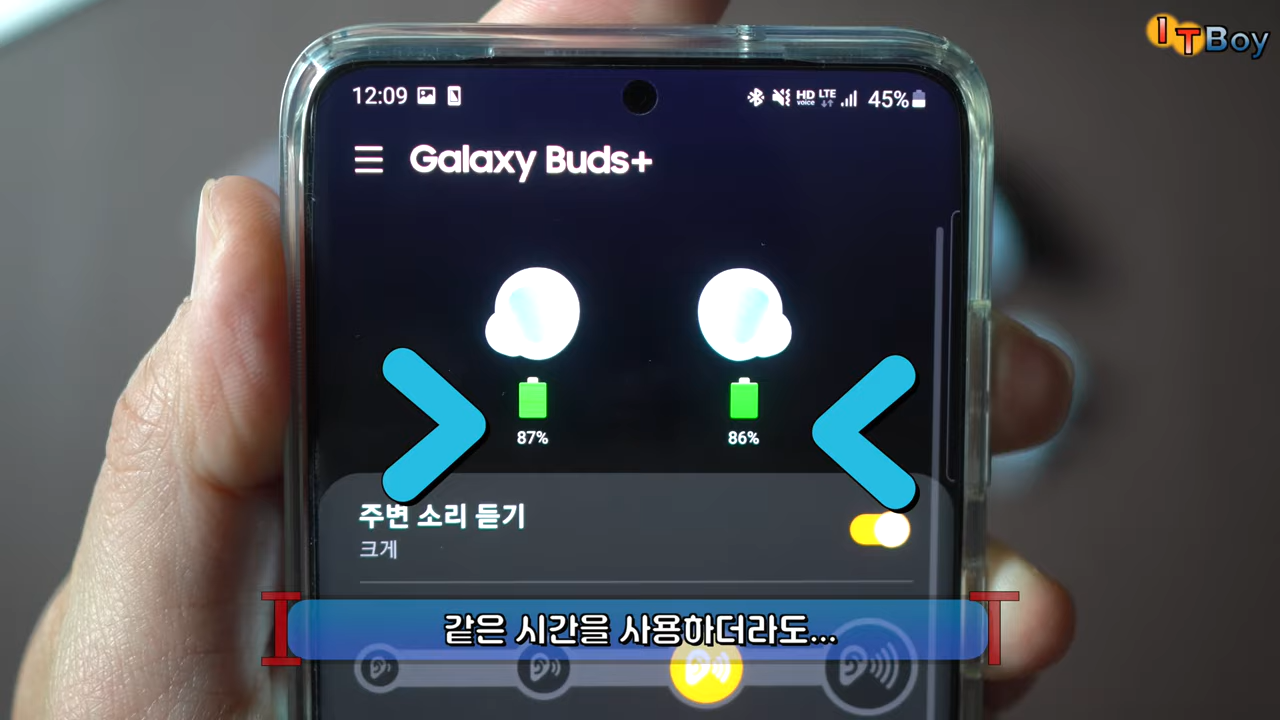 ITBoy
12:09 HD voice LTE 45%
Galaxy Buds+
87% 86%
주변 소리 듣기
크게
I 같은 시간을 사용하더라도... T